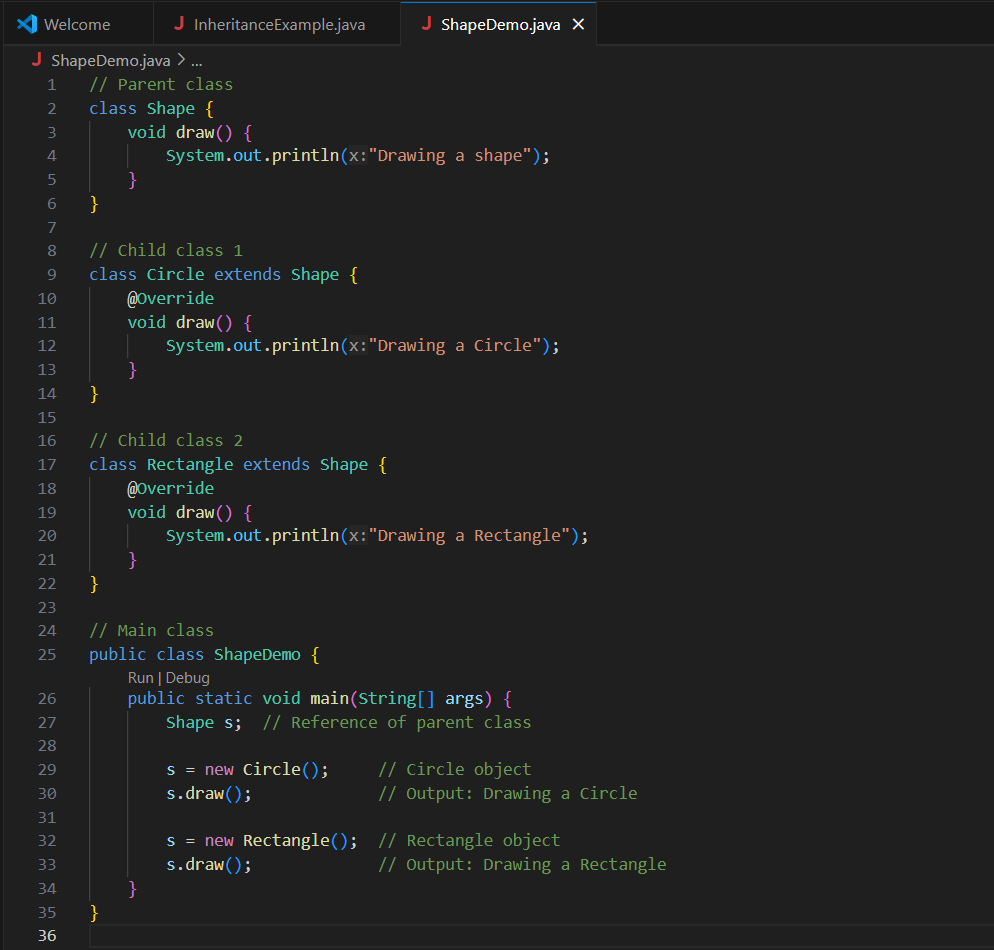 Welcome
J InheritanceExample.java
J ShapeDemo.java ×
J ShapeDemo.java > ...
1 // Parent class
2 class Shape {
3     void draw() {
4         System.out.println(x:"Drawing a shape");
5     }
6 }
7
8 // Child class 1
9 class Circle extends Shape {
10     @Override
11     void draw() {
12         System.out.println(x:"Drawing a Circle");
13     }
14 }
15
16 // Child class 2
17 class Rectangle extends Shape {
18     @Override
19     void draw() {
20         System.out.println(x:"Drawing a Rectangle");
21     }
22 }
23
24 // Main class
25 public class ShapeDemo {
Run | Debug
26     public static void main(String[] args) {
27         Shape s;  // Reference of parent class
28
29         s = new Circle();     // Circle object
30         s.draw();             // Output: Drawing a Circle
31
32         s = new Rectangle();  // Rectangle object
33         s.draw();             // Output: Drawing a Rectangle
34     }
35 }
36